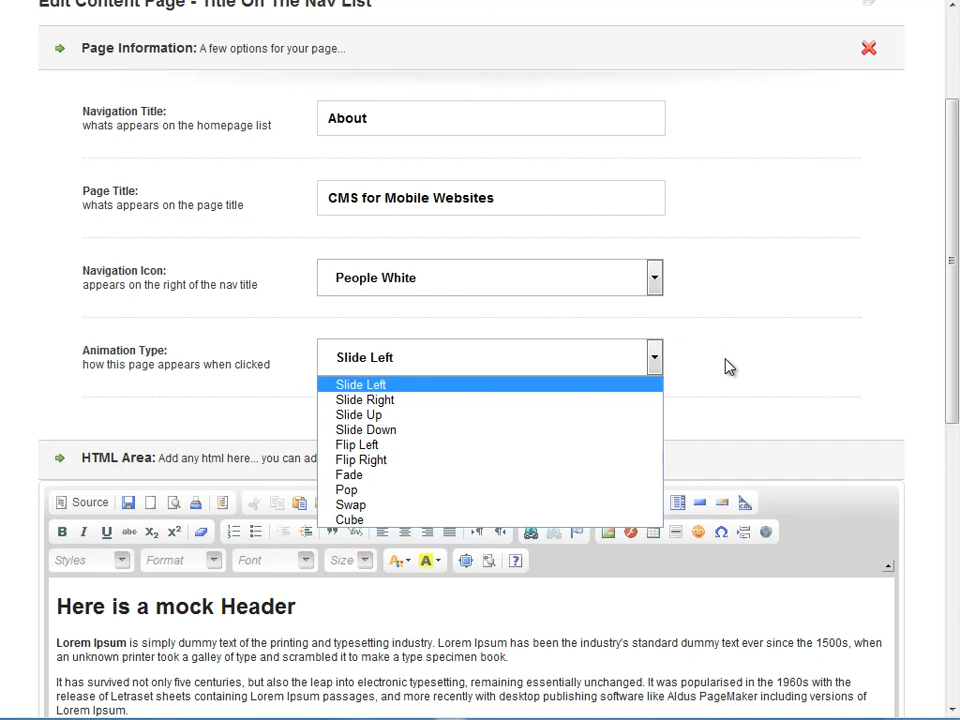 Edit Content Page - Title On The Nav List
Page Information: A few options for your page...
Navigation Title:
whats appears on the homepage list
About
Page Title:
whats appears on the page title
CMS for Mobile Websites
Navigation Icon:
appears on the right of the nav title
People White
Animation Type:
how this page appears when clicked
Slide Left
Slide Left
Slide Right
Slide Up
Slide Down
Flip Left
Flip Right
Fade
Pop
Swap
Cube
HTML Area: Add any html here... you can ad
Source
B I U abc X₂ X²
Styles Format Font Size A A ?
Here is a mock Header
Lorem Ipsum is simply dummy text of the printing and typesetting industry. Lorem Ipsum has been the industry's standard dummy text ever since the 1500s, when
an unknown printer took a galley of type and scrambled it to make a type specimen book.
It has survived not only five centuries, but also the leap into electronic typesetting, remaining essentially unchanged. It was popularised in the 1960s with the
release of Letraset sheets containing Lorem Ipsum passages, and more recently with desktop publishing software like Aldus PageMaker including versions of
Lorem Ipsum.